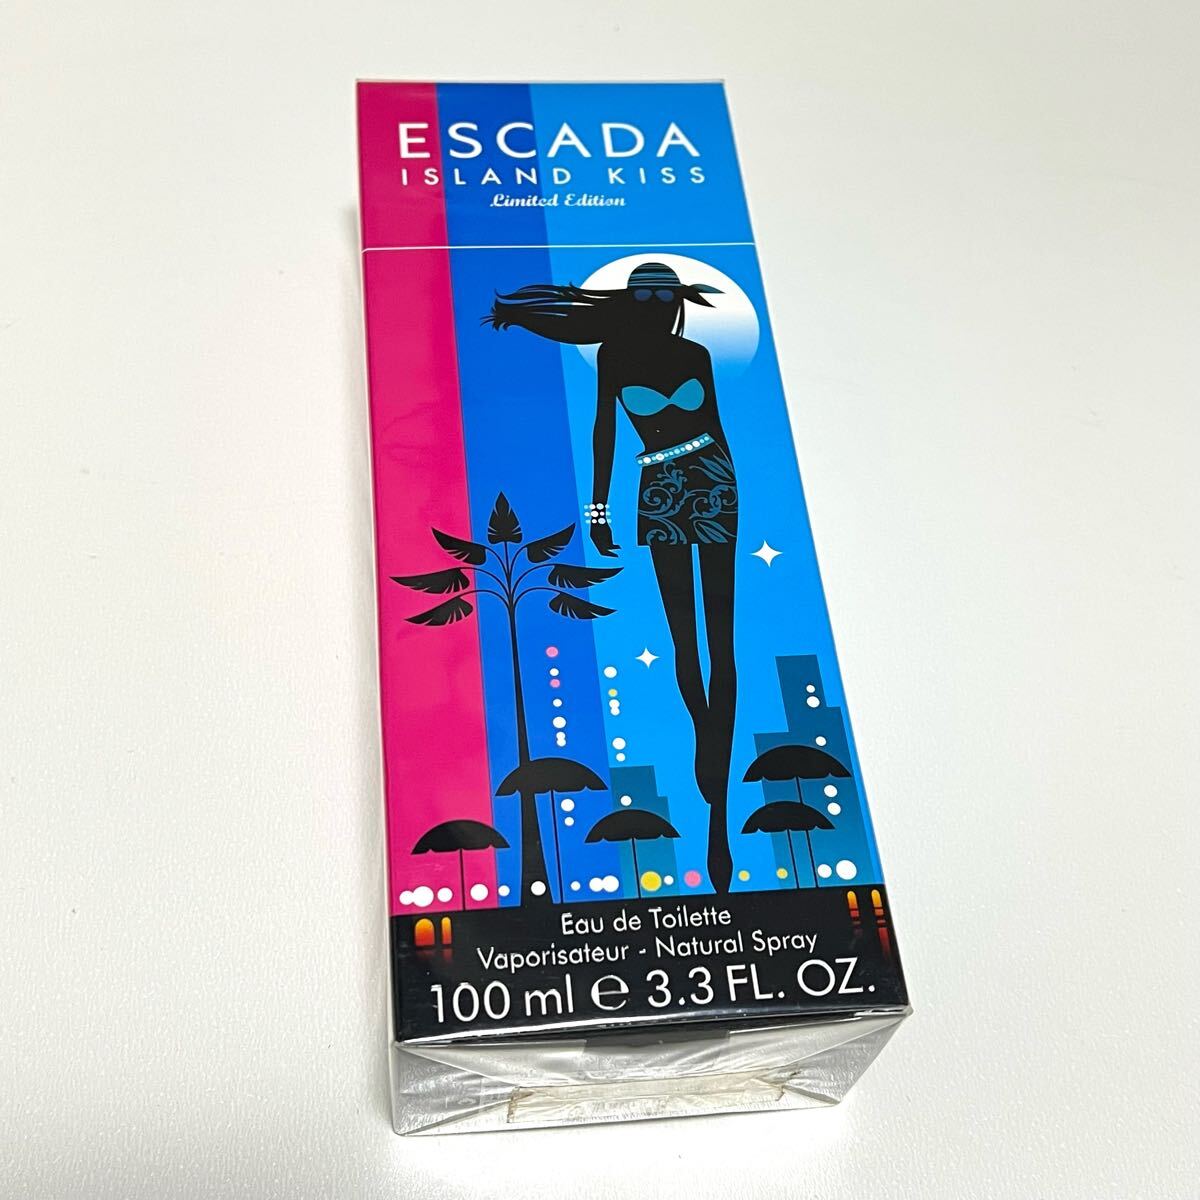 ESCADA
ISLAND KISS
Limited Edition
Eau de Toilette
Vaporisateur - Natural Spray
100 ml e 3.3 FL. OZ.